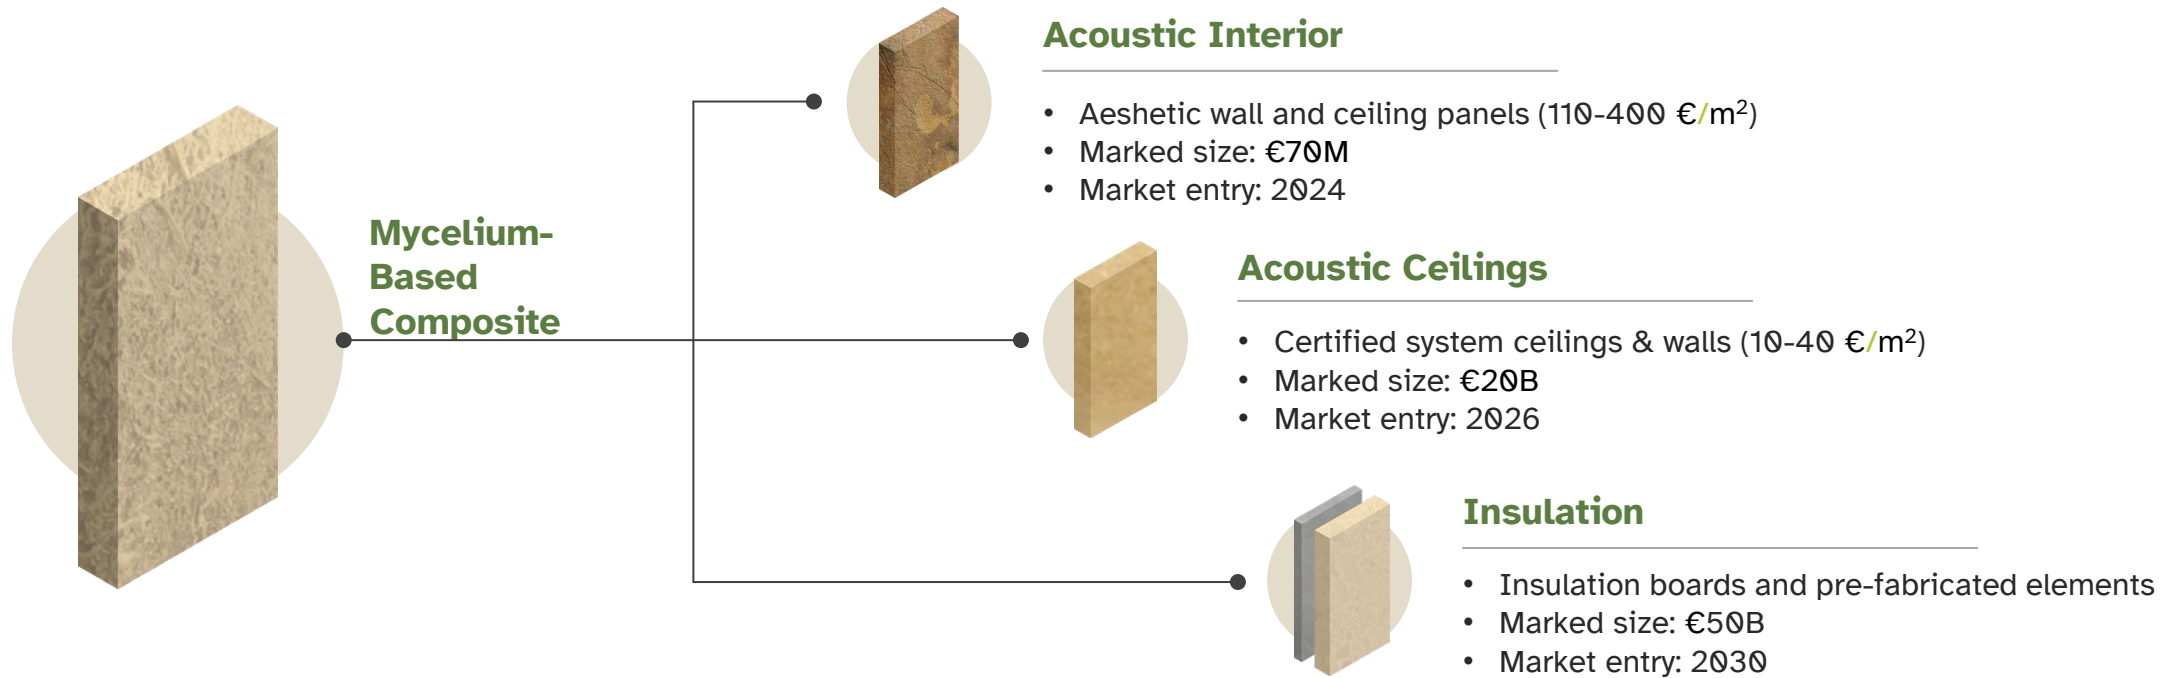 Mycelium-
Based
Composite
Acoustic Interior
• Aeshetic wall and ceiling panels (110-400 €/m²)
• Marked size: €70M
• Market entry: 2024
Acoustic Ceilings
• Certified system ceilings & walls (10-40 €/m²)
• Marked size: €20B
• Market entry: 2026
Insulation
• Insulation boards and pre-fabricated elements
• Marked size: €50B
• Market entry: 2030